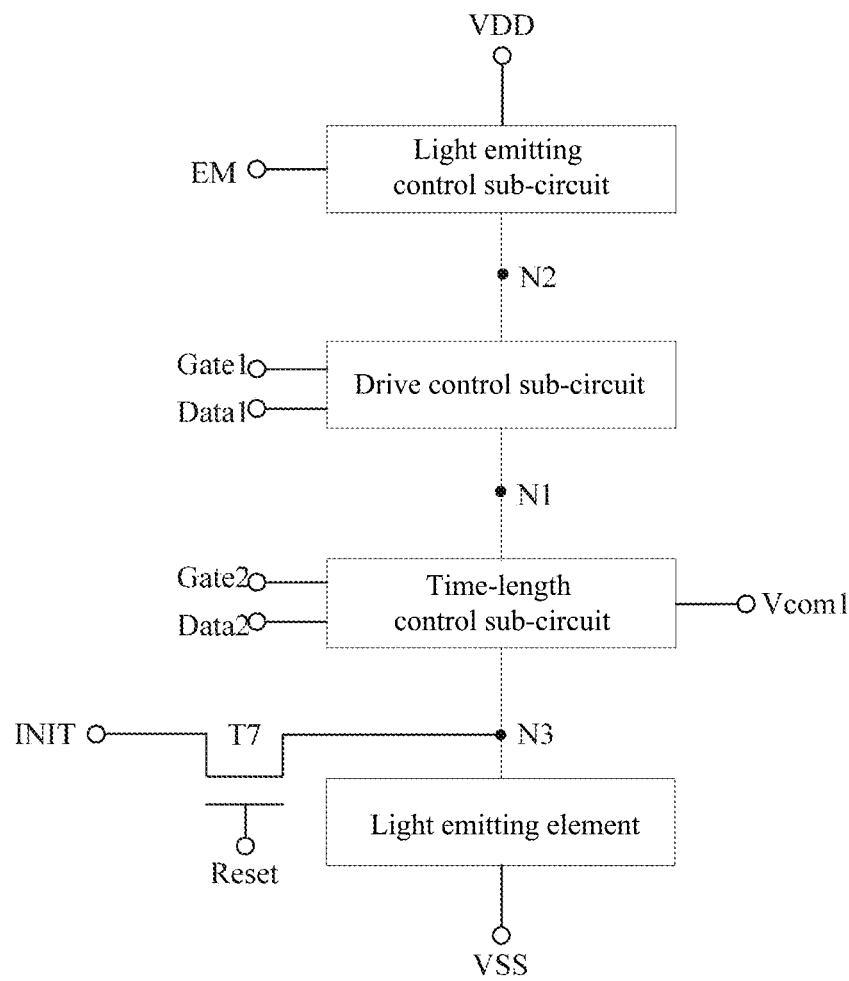 VDD
Light emitting
control sub-circuit
EM
N2
Gate1
Drive control sub-circuit
Data1
N1
Gate2
Time-length
control sub-circuit
Vcom1
Data2
INIT
T7
N3
Light emitting element
Reset
VSS